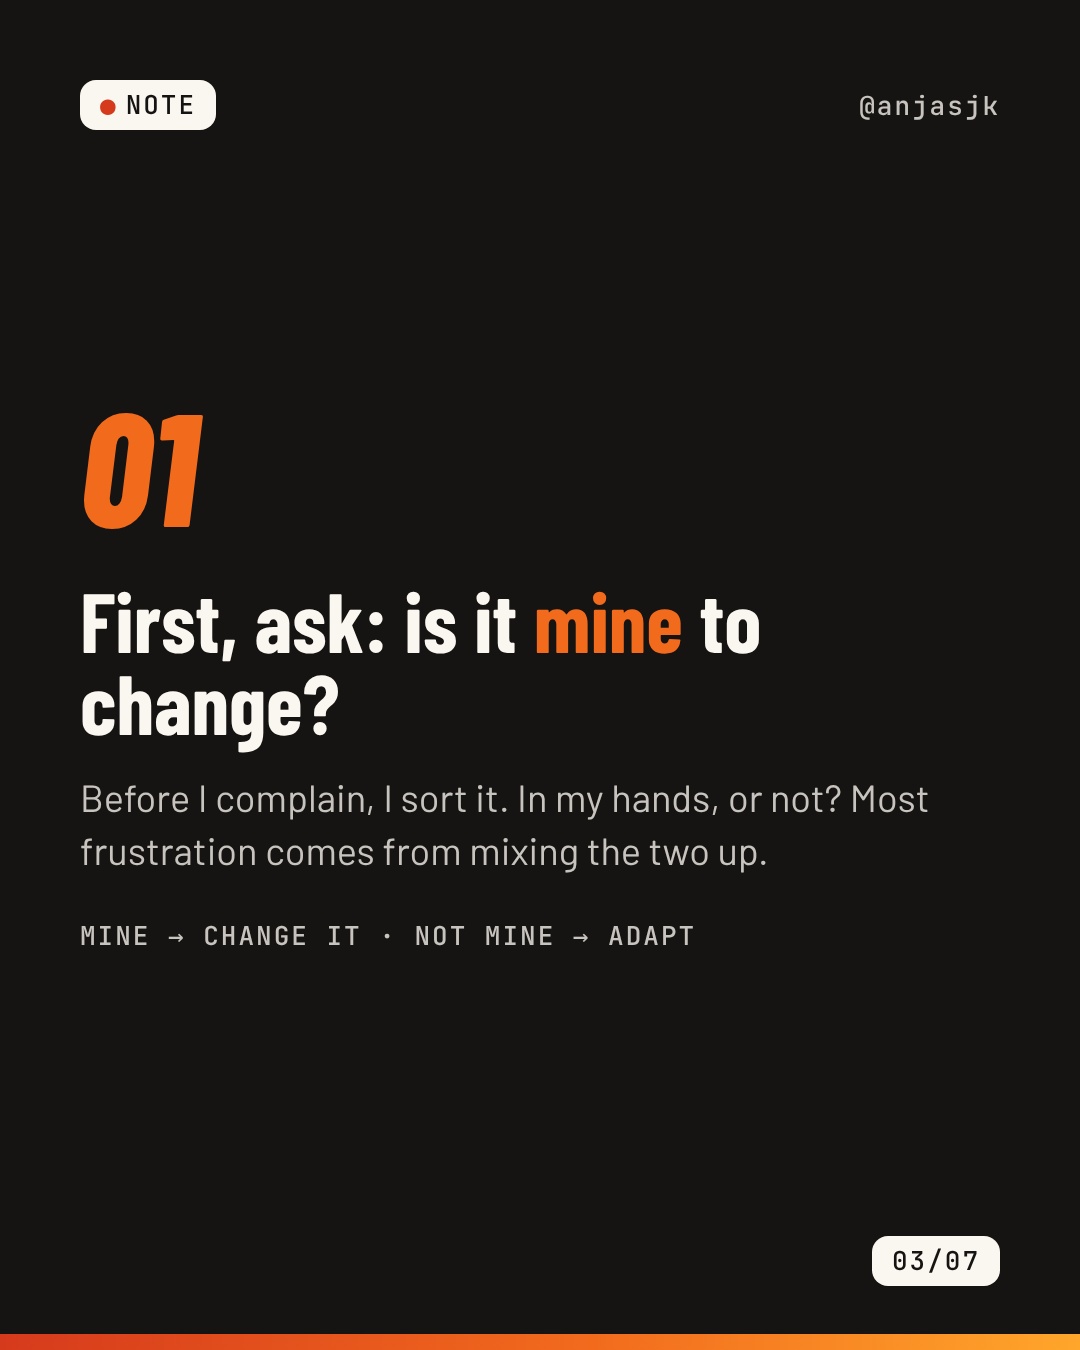 NOTE
@anjasjk
01
First, ask: is it mine to
change?
Before I complain, I sort it. In my hands, or not? Most
frustration comes from mixing the two up.
MINE → CHANGE IT · NOT MINE → ADAPT
03/07